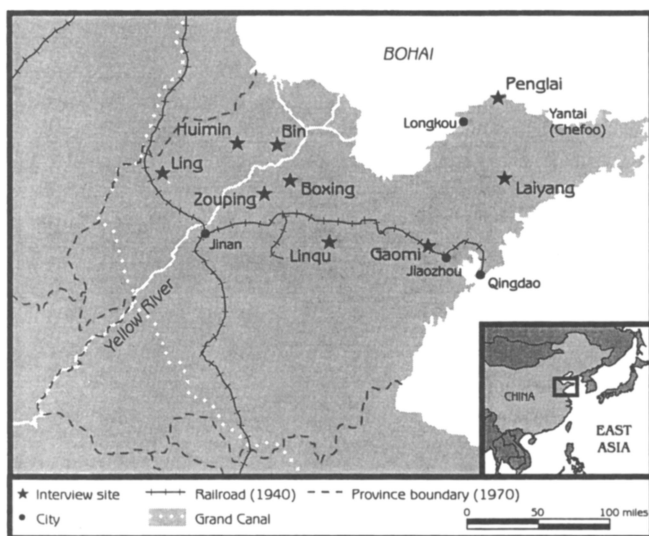 BOHAI
Penglai
Longkou
Yantai
(Chefoo)
Huimin
Bin
Ling
Laiyang
Zouping
Boxing
Jinan
Linqu
Gaomi
Jiaozhou
Qingdao
Yellow River
CHINA
EAST
ASIA
Interview site
Railroad (1940)
Province boundary (1970)
City
Grand Canal
0 50 100 miles